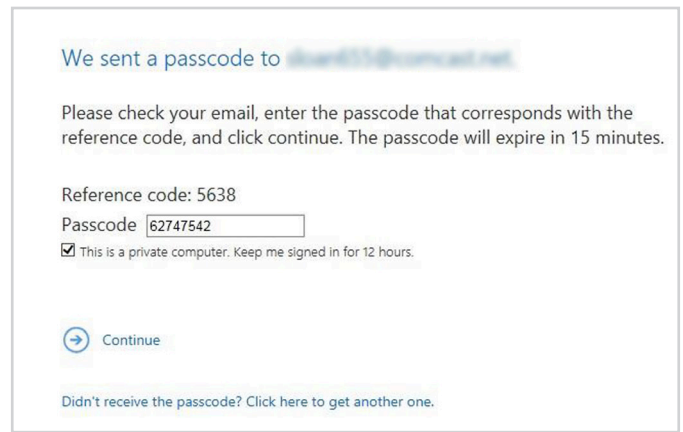 We sent a passcode to
Please check your email, enter the passcode that corresponds with the
reference code, and click continue. The passcode will expire in 15 minutes.
Reference code: 5638
Passcode 62747542
This is a private computer. Keep me signed in for 12 hours.
Continue
Didn't receive the passcode? Click here to get another one.